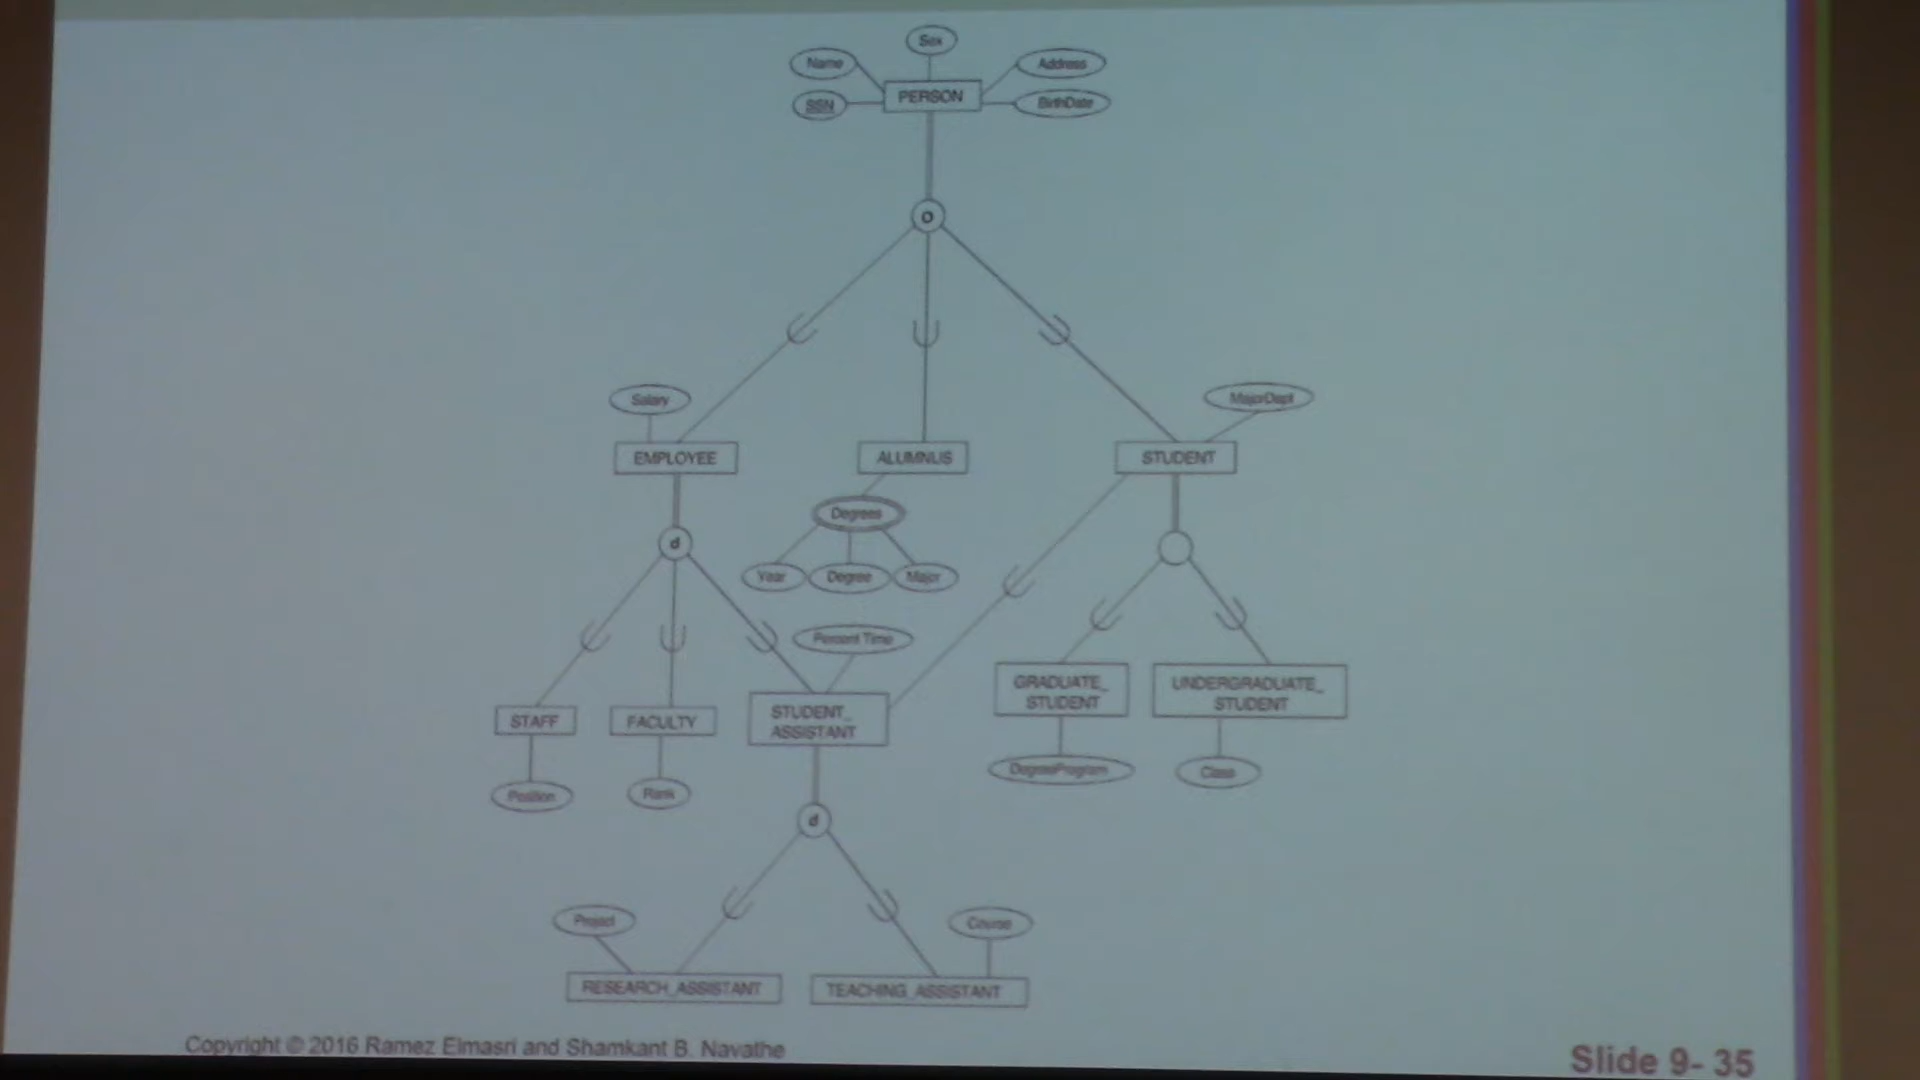 Sex
Name
Address
PERSON
SSN
BirthDate
O
Salary
MajorDept
EMPLOYEE
ALUMNUS
STUDENT
Degrees
d
Year
Degree
Major
Percent Time
GRADUATE_
STUDENT
UNDERGRADUATE_
STUDENT
STAFF
FACULTY
STUDENT_
ASSISTANT
DegreeProgram
Class
Position
Rank
d
Project
Course
RESEARCH_ASSISTANT
TEACHING_ASSISTANT
Copyright © 2016 Ramez Elmasri and Shamkant B. Navathe
Slide 9- 35